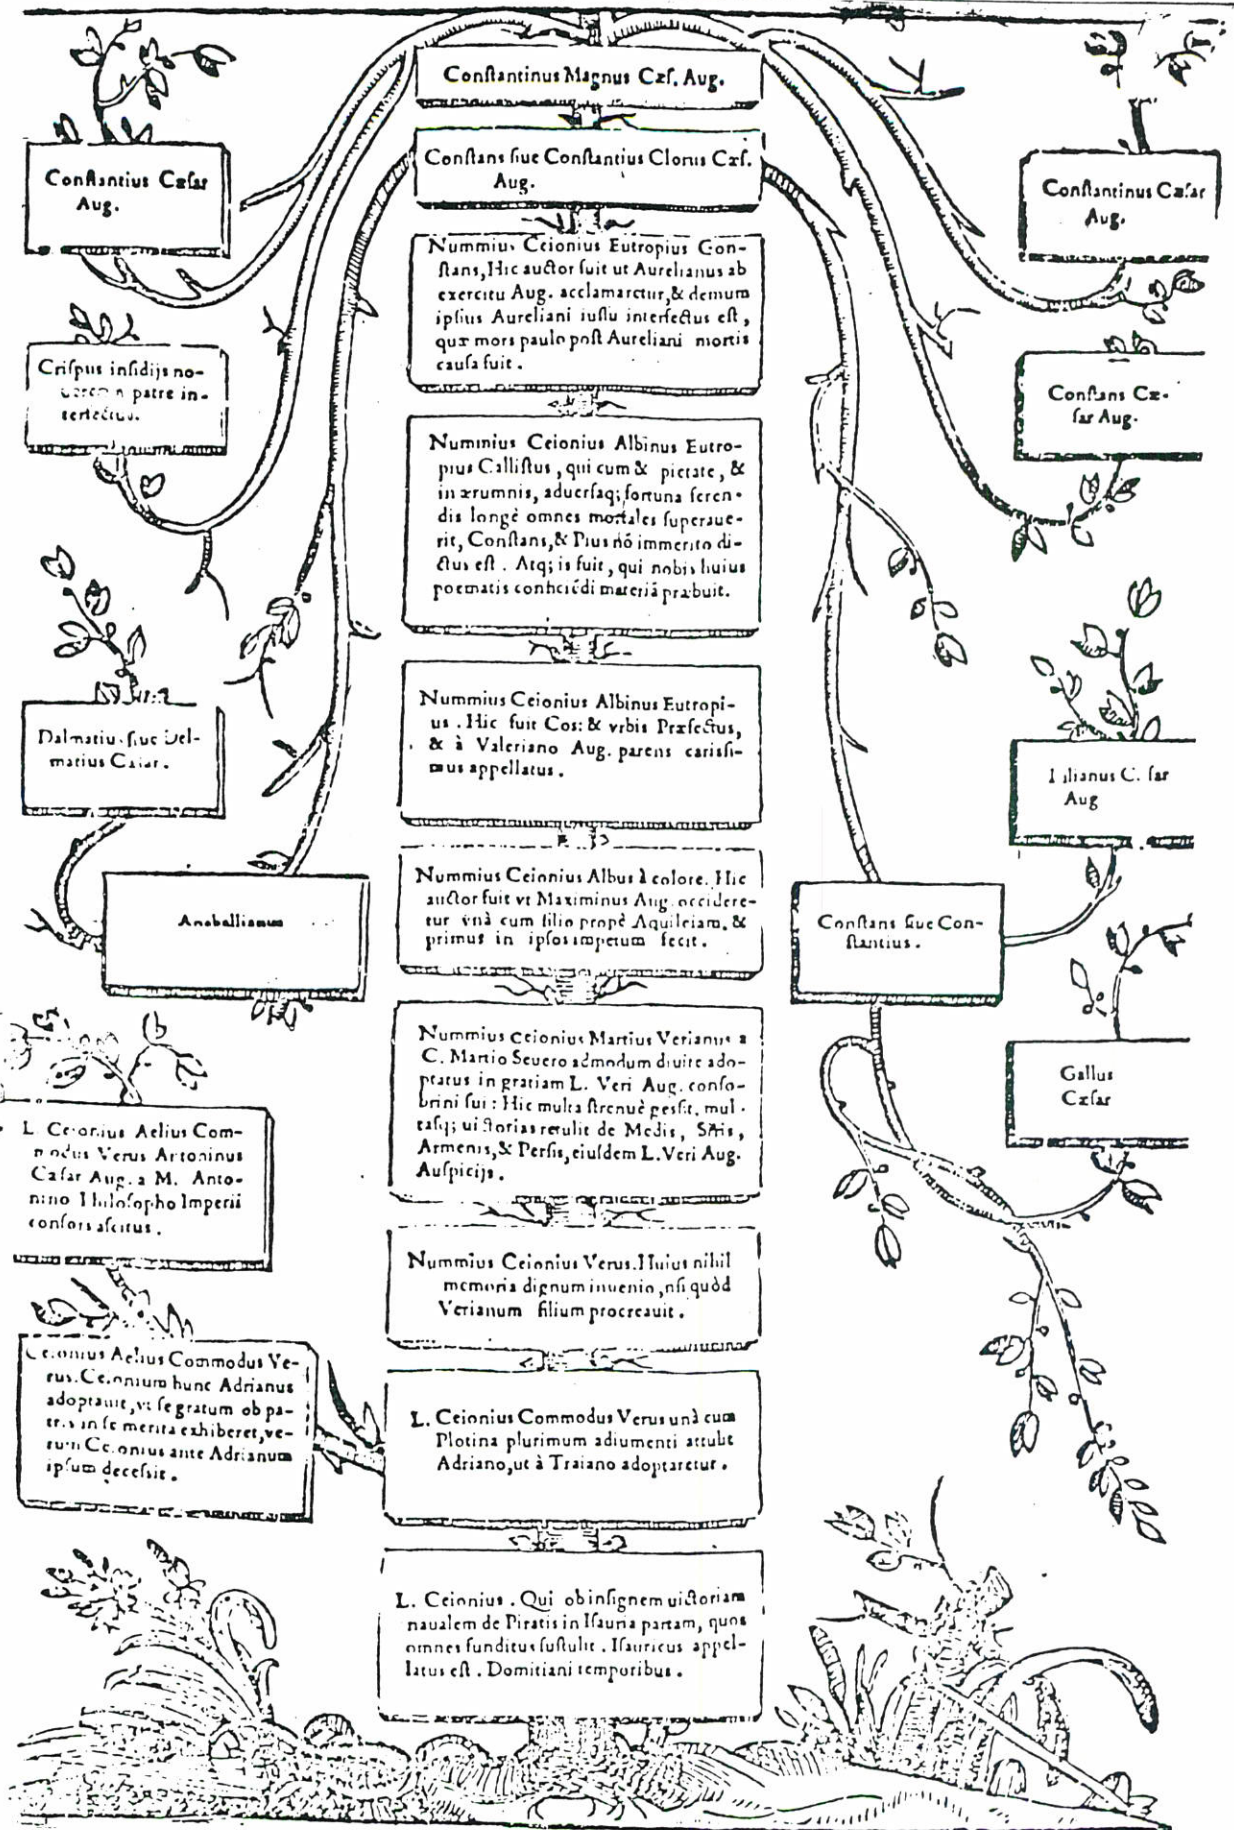 Conſtantinus Magnus Cæſ. Aug.
Conſtans ſiue Constantius Clorus Cæſ.
Aug.
Conſtantius Cæſar
Aug.
Conſtantinus Cæſar
Aug.
Nummius Ceionius Eutropius Con-
ſtans, Hic auctor fuit ut Aurelianus ab
exercitu Aug. acclamaretur, & demum
ipſius Aureliani iuſſu interfectus eſt,
quæ mors paulo poſt Aureliani mortis
cauſa fuit.
Criſpus inſidijs no-
patre in-
terfectus.
Conſtans Cæ-
ſar Aug.
Nummius Ceionius Albinus Eutro-
pius Calliſtus, qui cum & pietate, &
in ærumnis, aduerſaq; fortuna feren-
dis longè omnes mortales ſuperaue-
rit, Conſtans, & Pius nō immerito di-
ctus eſt. Atq; is fuit, qui nobis huius
poematis conficiēdi materiā præbuit.
Nummius Ceionius Albinus Eutropi-
us. Hic fuit Cos: & vrbis Præfectus,
& à Valeriano Aug. parens cariſſi-
mus appellatus.
Dalmatius ſiue Del-
matius Cæſar.
Iulianus C. ſar
Aug
Nummius Ceionius Albus à colore. Hic
auctor fuit vt Maximinus Aug. occidere-
tur vnà cum filio propè Aquileiam, &
primus in ipſos impetum fecit.
Anaballianus
Conſtans ſiue Con-
ſtantius.
Nummius Ceionius Martius Verianus a
C. Martio Seuero admodum diuite ado-
ptatus in gratiam L. Veri Aug. conſo-
brini ſui: Hic multa ſtrenuè geſſit, mul-
taſq; uictorias retulit de Medis,
Armenis, & Perſis, eiuſdem L. Veri Aug.
Auſpicijs.
Gallus
Cæſar
L. Ceionius Aelius Com-
modus Verus Antoninus
Cæſar Aug. a M. Anto-
nino Philoſopho Imperii
conſors aſcitus.
Nummius Ceionius Verus. Huius nihil
memoria dignum inuenio, niſi quòd
Verianum filium procreauit.
Ceionius Aelius Commodus Ve-
rus. Ceionium hunc Adrianus
adoptauit, vt ſe gratum ob pa-
tris in ſe merita exhiberet, ve-
rum Ceionius ante Adrianum
ipſum deceſſit.
L. Ceionius Commodus Verus unà cum
Plotina plurimum adiumenti attulit
Adriano, ut à Traiano adoptaretur.
L. Ceionius. Qui ob inſignem uictoriam
naualem de Piratis in Iſauria partam, quos
omnes funditus ſuſtulit. Iſauricus appel-
latus eſt. Domitiani temporibus.